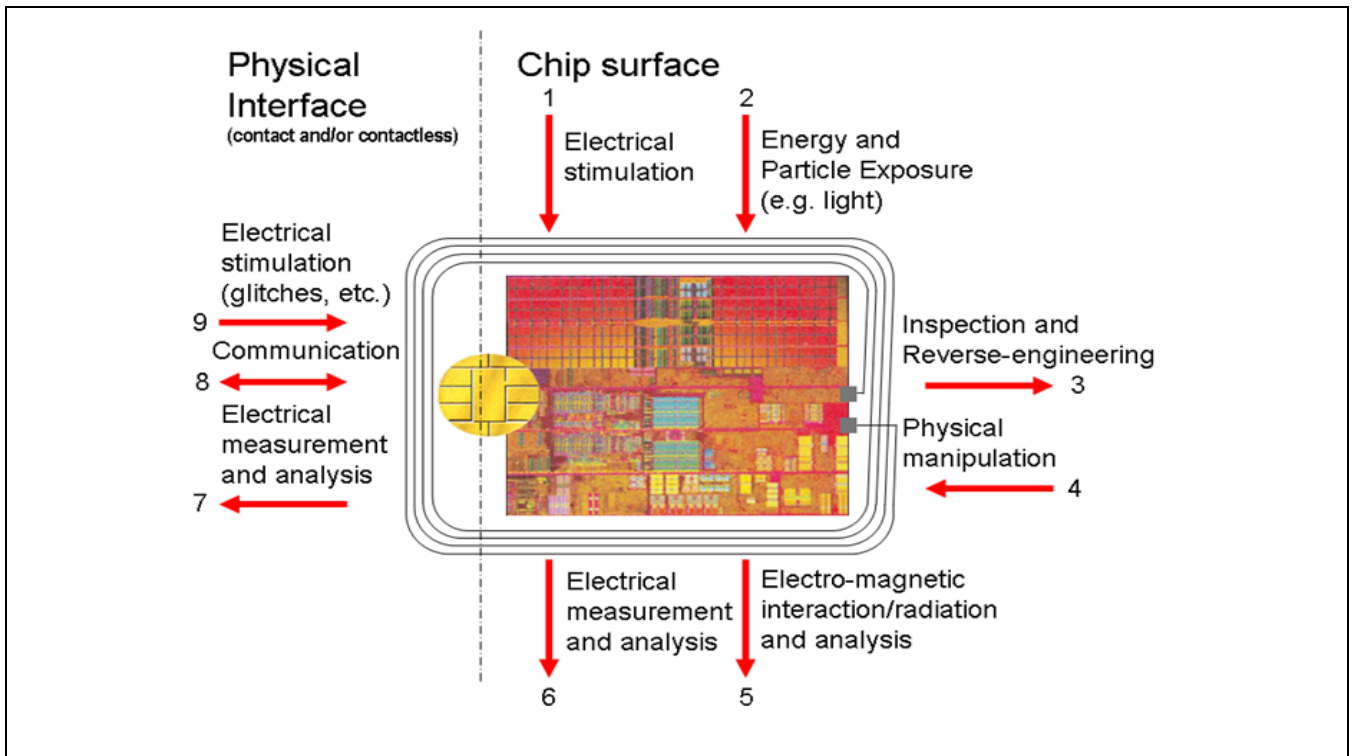 Physical
Interface
(contact and/or contactless)
Chip surface
1
Electrical
stimulation
2
Energy and
Particle Exposure
(e.g. light)
Electrical
stimulation
(glitches, etc.)
9
Communication
8
Electrical
measurement
and analysis
7
Inspection and
Reverse-engineering
3
Physical
manipulation
4
Electrical
measurement
and analysis
6
Electro-magnetic
interaction/radiation
and analysis
5